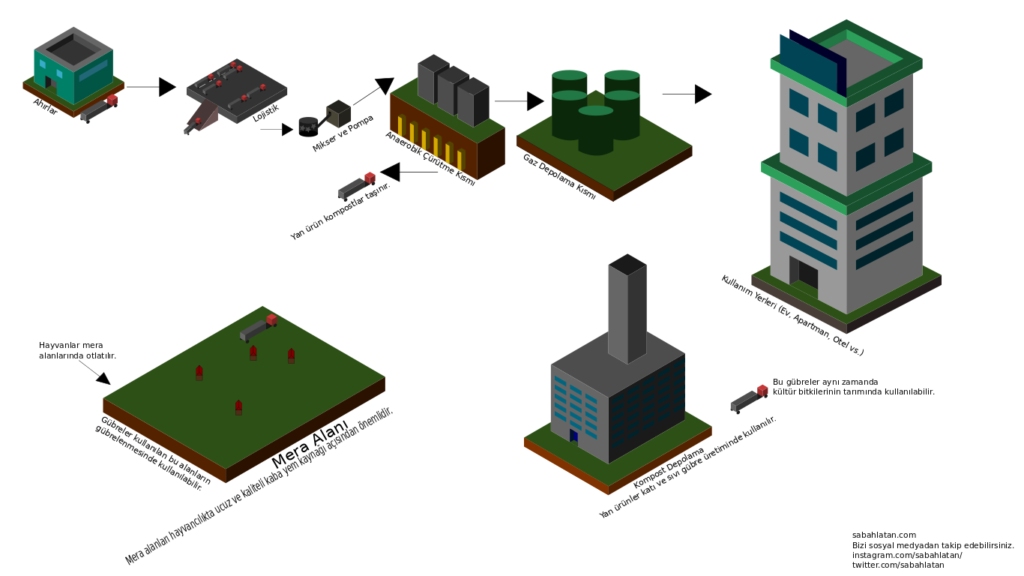 Ahırlar
Lojistik
Mikser ve Pompa
Anaerobik Çürütme Kısmı
Gaz Depolama Kısmı
Yan ürün kompostlar taşınır.
Kullanım Yerleri (Ev, Apartman, Otel vs.)
Hayvanlar mera
alanlarında otlatılır.
Gübreler kullanılan bu alanların
gübrelenmesinde kullanılabilir.
Mera Alanı
Mera alanları hayvancılıkta ucuz ve kaliteli kaba yem kaynağı açısından önemlidir.
Bu gübreler aynı zamanda
kültür bitkilerinin tarımında kullanılabilir.
Kompost Depolama
Yan ürünler katı ve sıvı gübre üretiminde kullanılır.
sabahlatan.com
Bizi sosyal medyadan takip edebilirsiniz.
instagram.com/sabahlatan/
twitter.com/sabahlatan